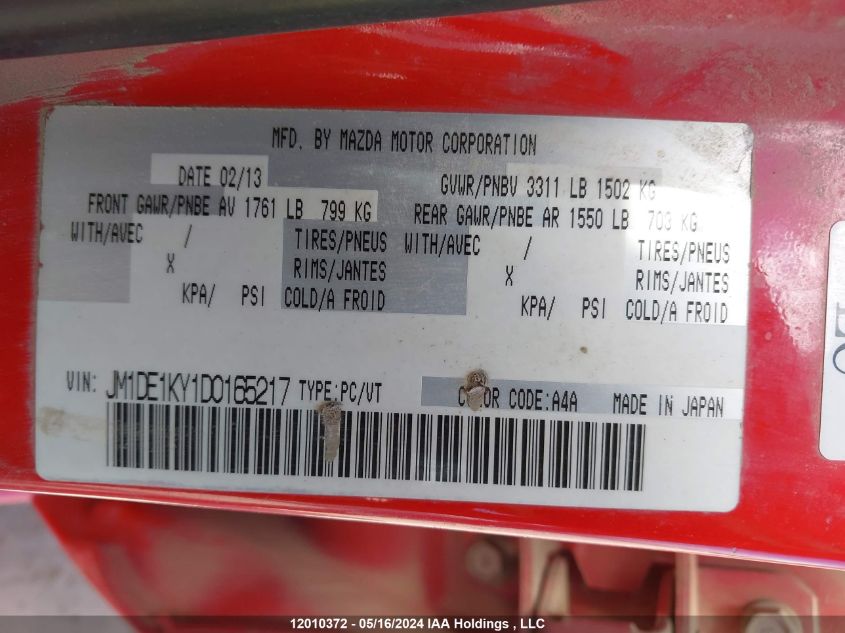 MFD. BY MAZDA MOTOR CORPORATION
DATE 02/13 GVWR/PNBV 3311 LB 1502 KG
FRONT GAWR/PNBE AV 1761 LB 799 KG REAR GAWR/PNBE AR 1550 LB 703 KG
WITH/AVEC / TIRES/PNEUS WITH/AVEC / TIRES/PNEUS
X RIMS/JANTES X RIMS/JANTES
KPA/ PSI COLD/A FROID KPA/ PSI COLD/A FROID
VIN: JM1DE1KY1D0165217 TYPE:PC/VT COLOR CODE:A4A MADE IN JAPAN
12010372 - 05/16/2024 IAA Holdings , LLC